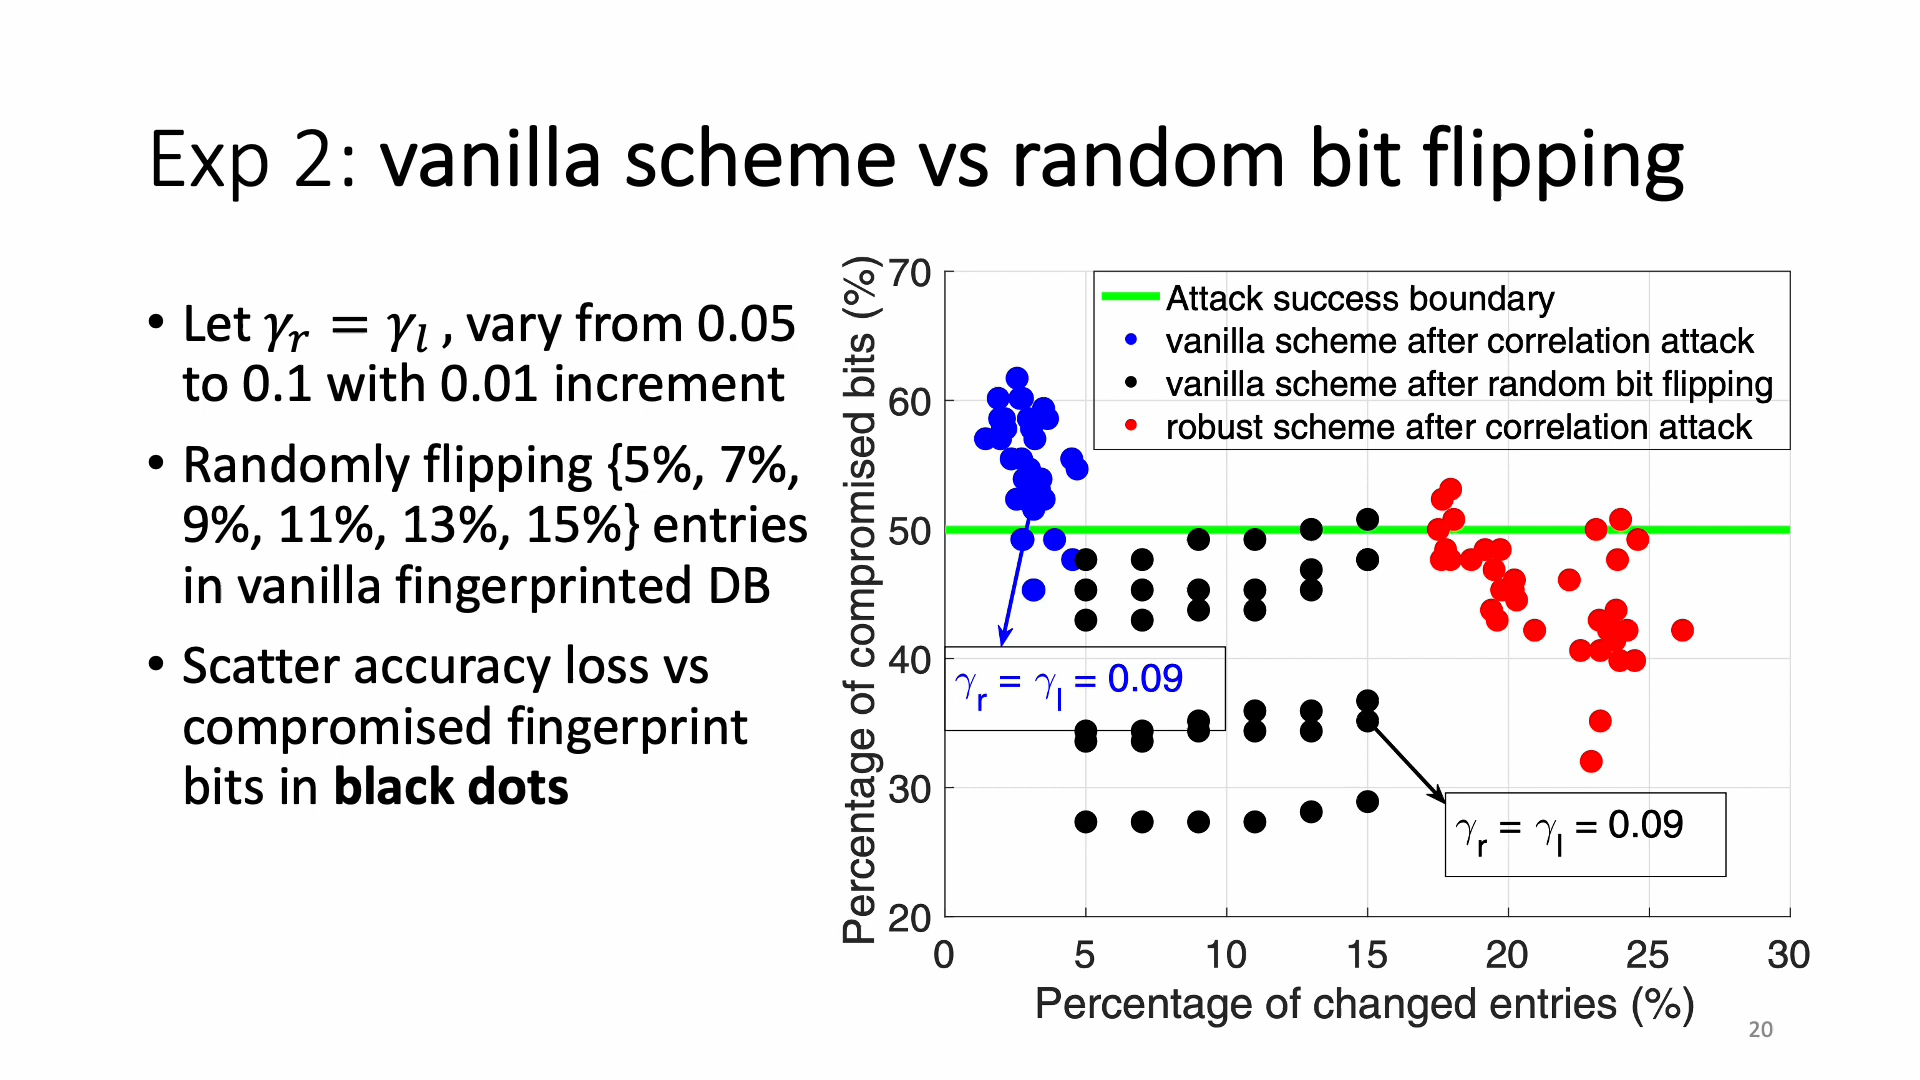 Exp 2: vanilla scheme vs random bit flipping
• Let γr = γl , vary from 0.05
to 0.1 with 0.01 increment
• Randomly flipping {5%, 7%,
9%, 11%, 13%, 15%} entries
in vanilla fingerprinted DB
• Scatter accuracy loss vs
compromised fingerprint
bits in black dots
Percentage of compromised bits (%)
70
60
50
40
30
20
Attack success boundary
vanilla scheme after correlation attack
vanilla scheme after random bit flipping
robust scheme after correlation attack
γr = γl = 0.09
γr = γl = 0.09
0 5 10 15 20 25 30
Percentage of changed entries (%)
20